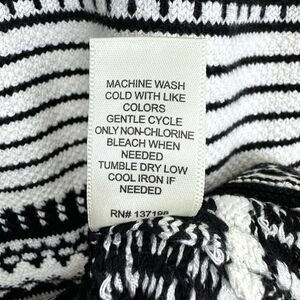 MACHINE WASH
COLD WITH LIKE
COLORS
GENTLE CYCLE
ONLY NON-CHLORINE
BLEACH WHEN
NEEDED
TUMBLE DRY LOW
COOL IRON IF
NEEDED
RN#